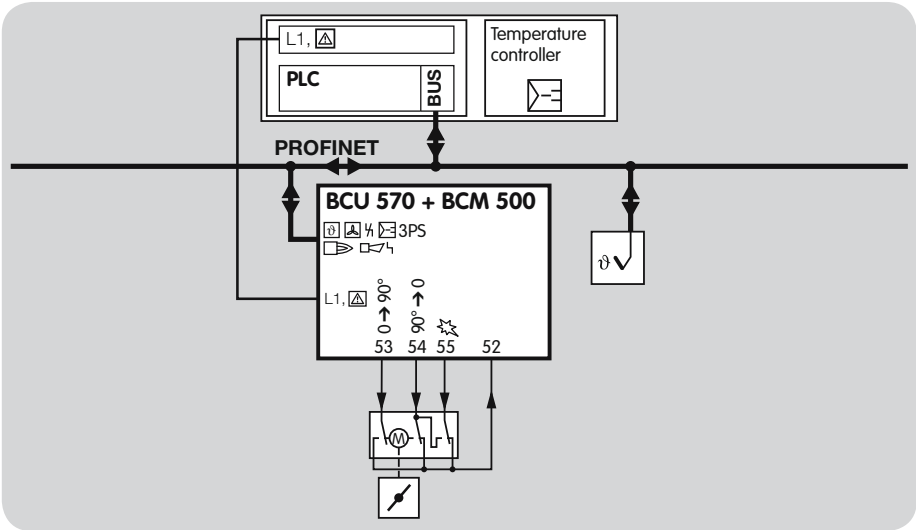 L1,
Temperature
controller
PLC
BUS
PROFINET
BCU 570 + BCM 500
ϑ 3PS
L1, 0 → 90° 90° → 0
53 54 55 52
ϑ
M